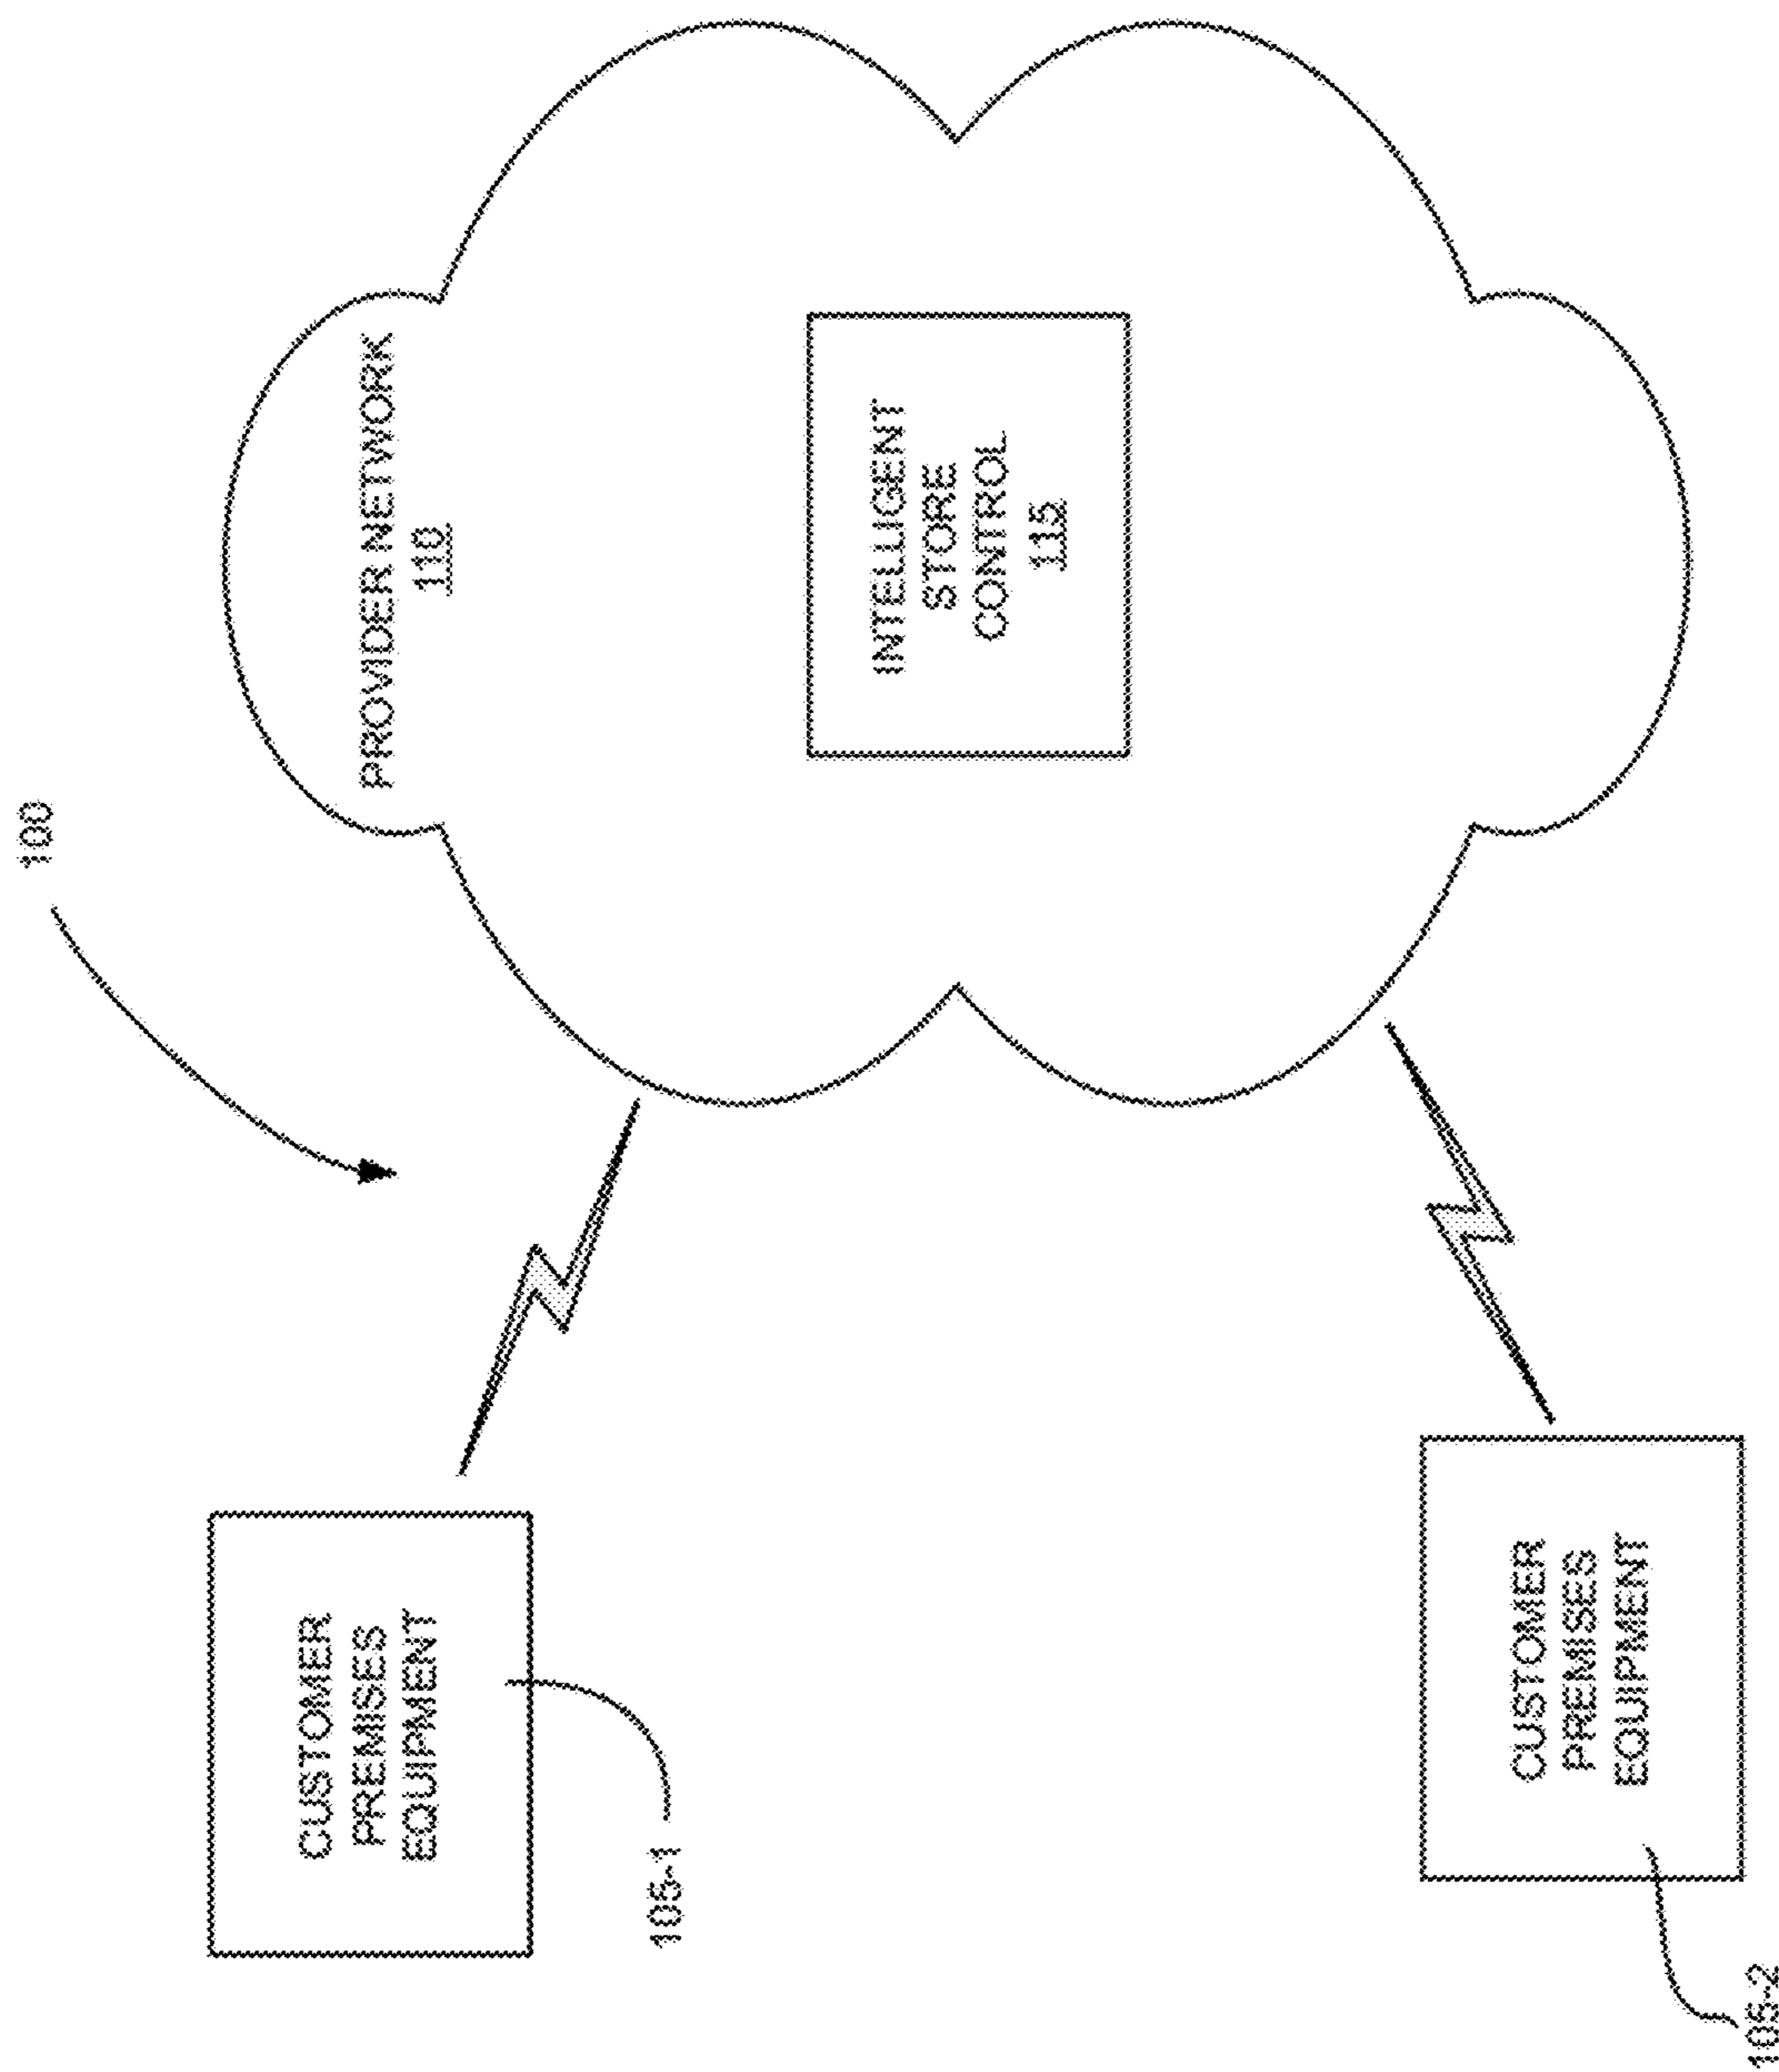 100
PROVIDER NETWORK
110
INTELLIGENT
STORE
CONTROL
115
CUSTOMER
PREMISES
EQUIPMENT
105-1
CUSTOMER
PREMISES
EQUIPMENT
105-2